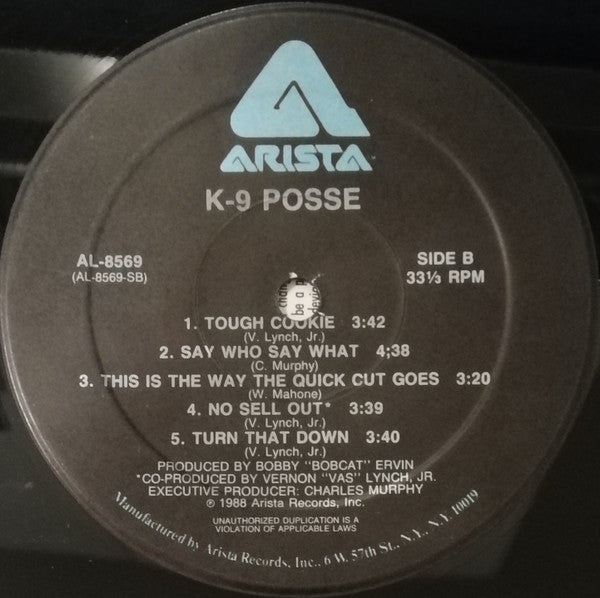 ARISTA
K-9 POSSE
AL-8569
(AL-8569-SB)
SIDE B
33⅓ RPM
1. TOUGH COOKIE 3:42
(V. Lynch, Jr.)
2. SAY WHO SAY WHAT 4;38
(C. Murphy)
3. THIS IS THE WAY THE QUICK CUT GOES 3:20
(W. Mahone)
4. NO SELL OUT* 3:39
(V. Lynch, Jr.)
5. TURN THAT DOWN 3:40
(V. Lynch, Jr.)
PRODUCED BY BOBBY "BOBCAT" ERVIN
*CO-PRODUCED BY VERNON "VAS" LYNCH, JR.
EXECUTIVE PRODUCER: CHARLES MURPHY
℗ 1988 Arista Records, Inc.
UNAUTHORIZED DUPLICATION IS A
VIOLATION OF APPLICABLE LAWS
Manufactured by Arista Records, Inc., 6 W. 57th St., N.Y., N.Y. 10019